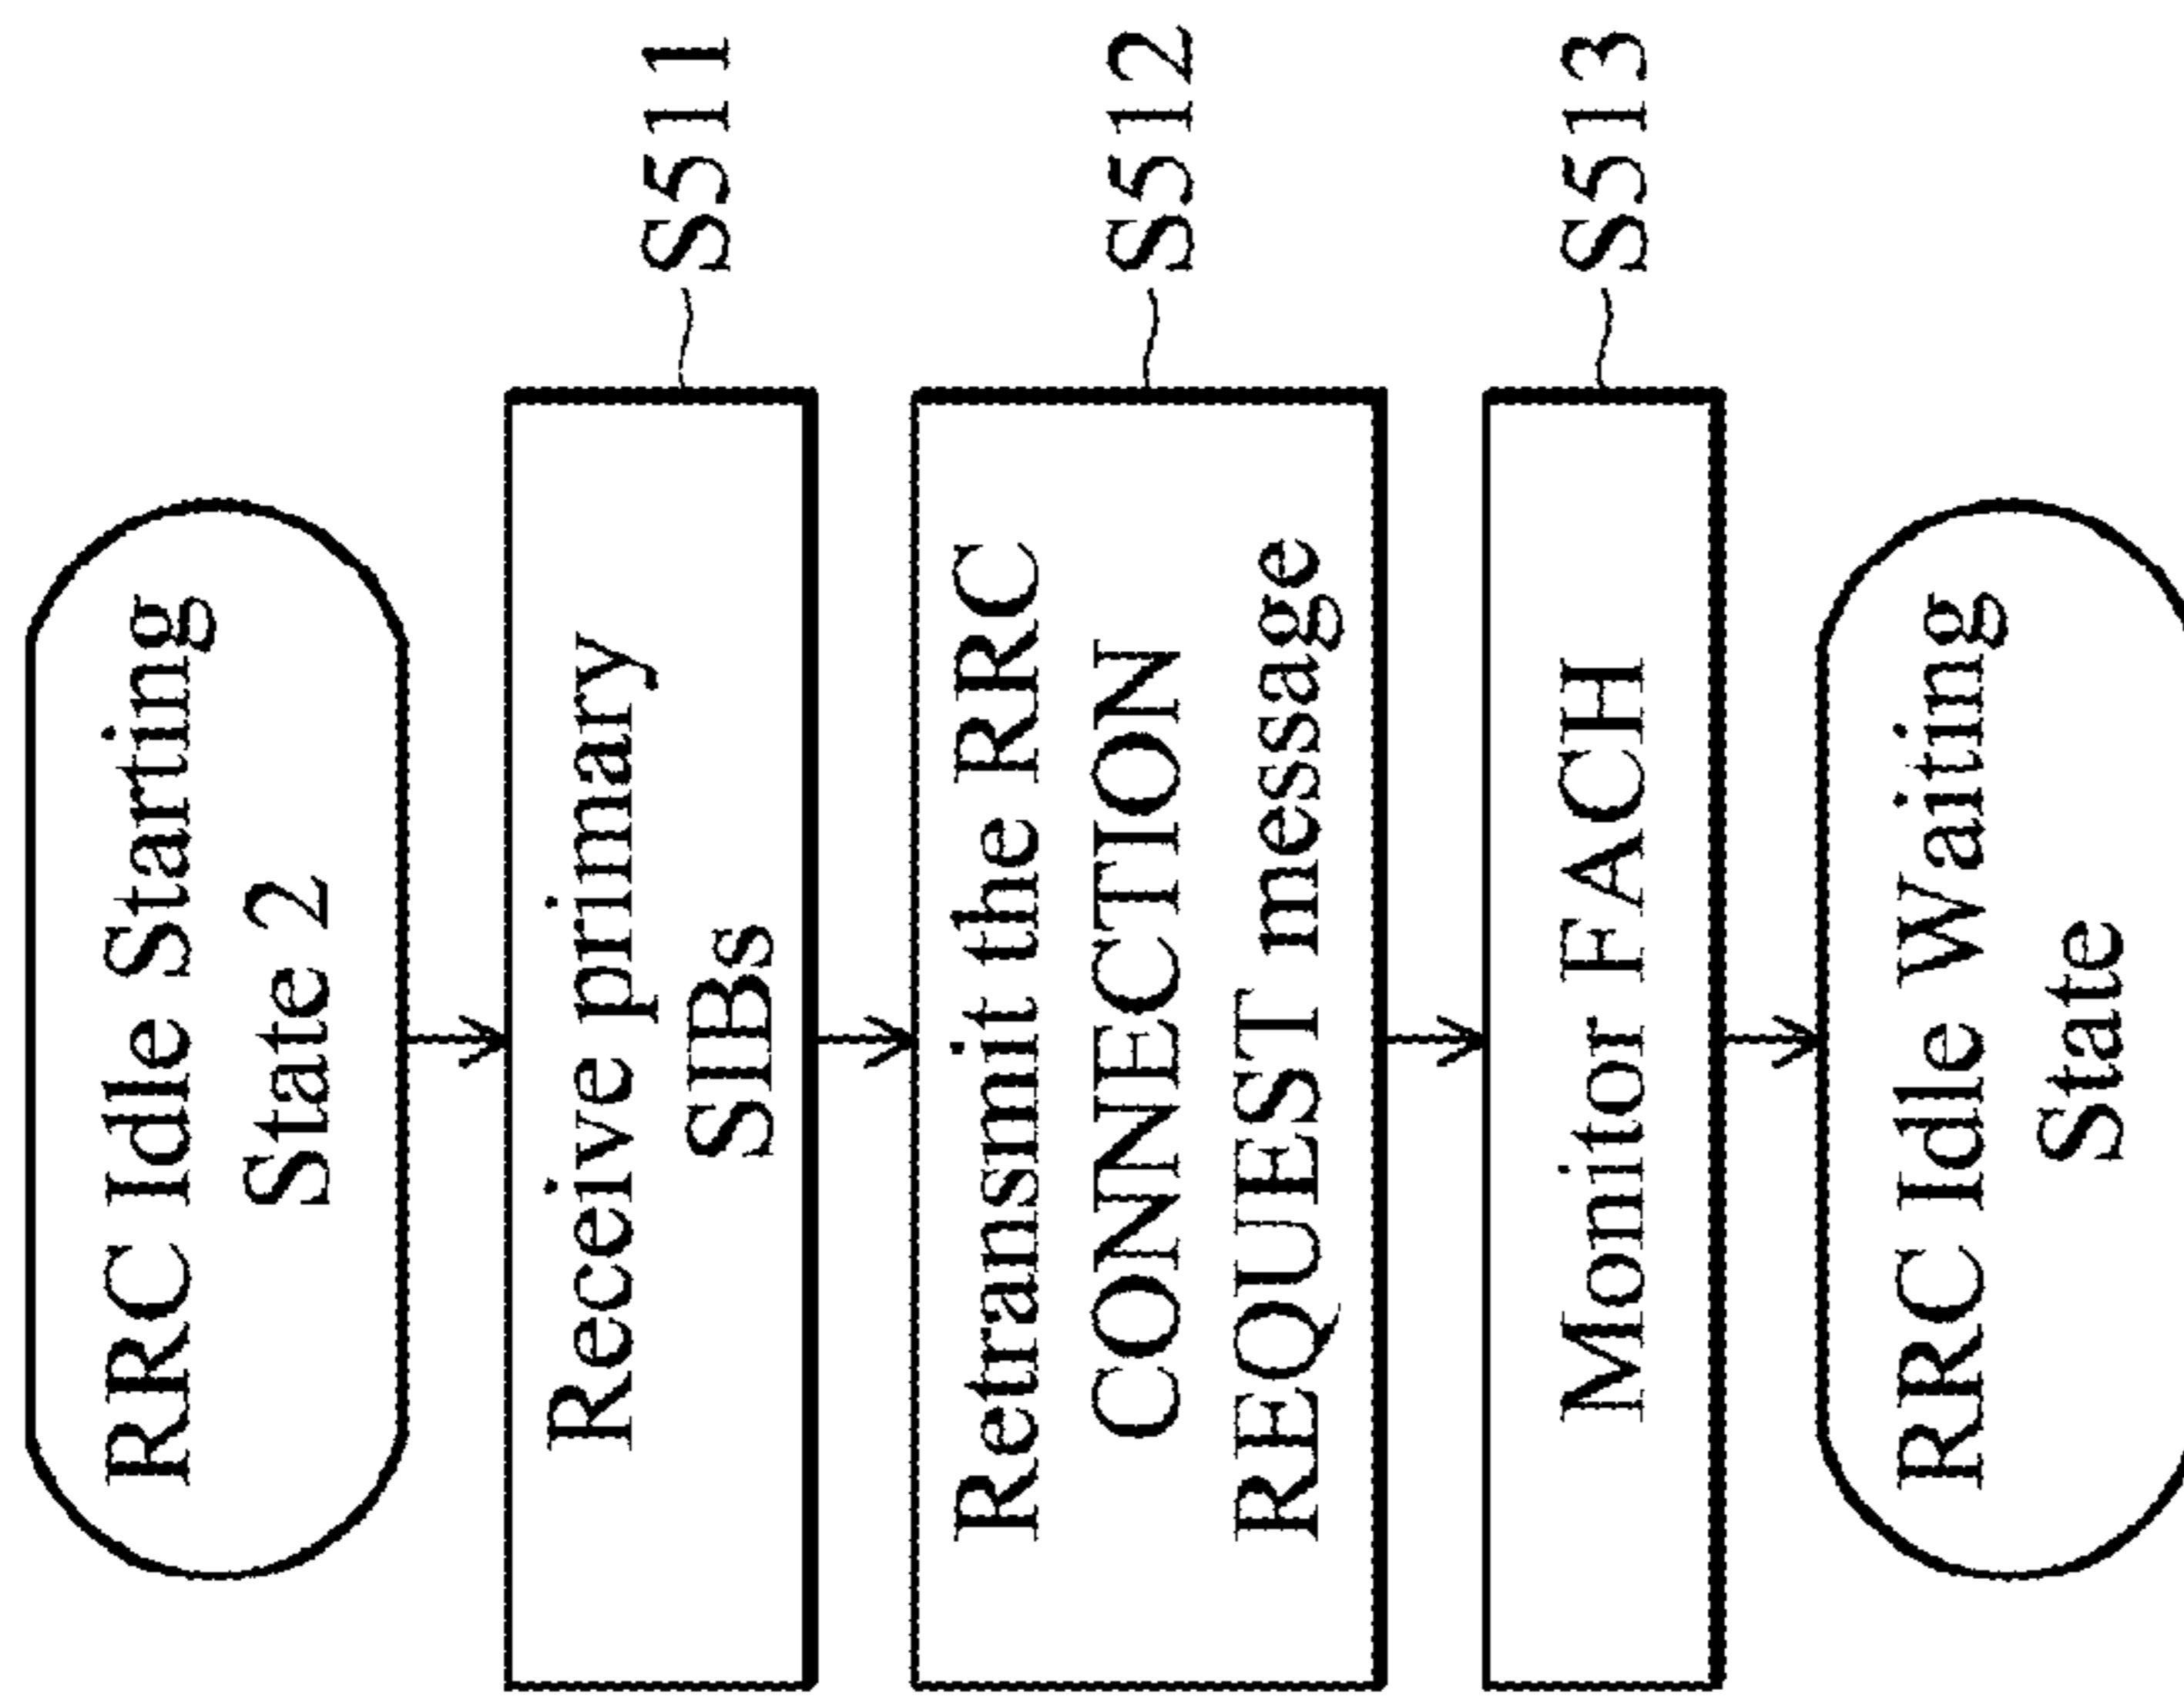 RRC Idle Starting
State 2
Receive primary
SIBs
S511
Retransmit the RRC
CONNECTION
REQUEST message
S512
Monitor FACH
S513
RRC Idle Waiting
State